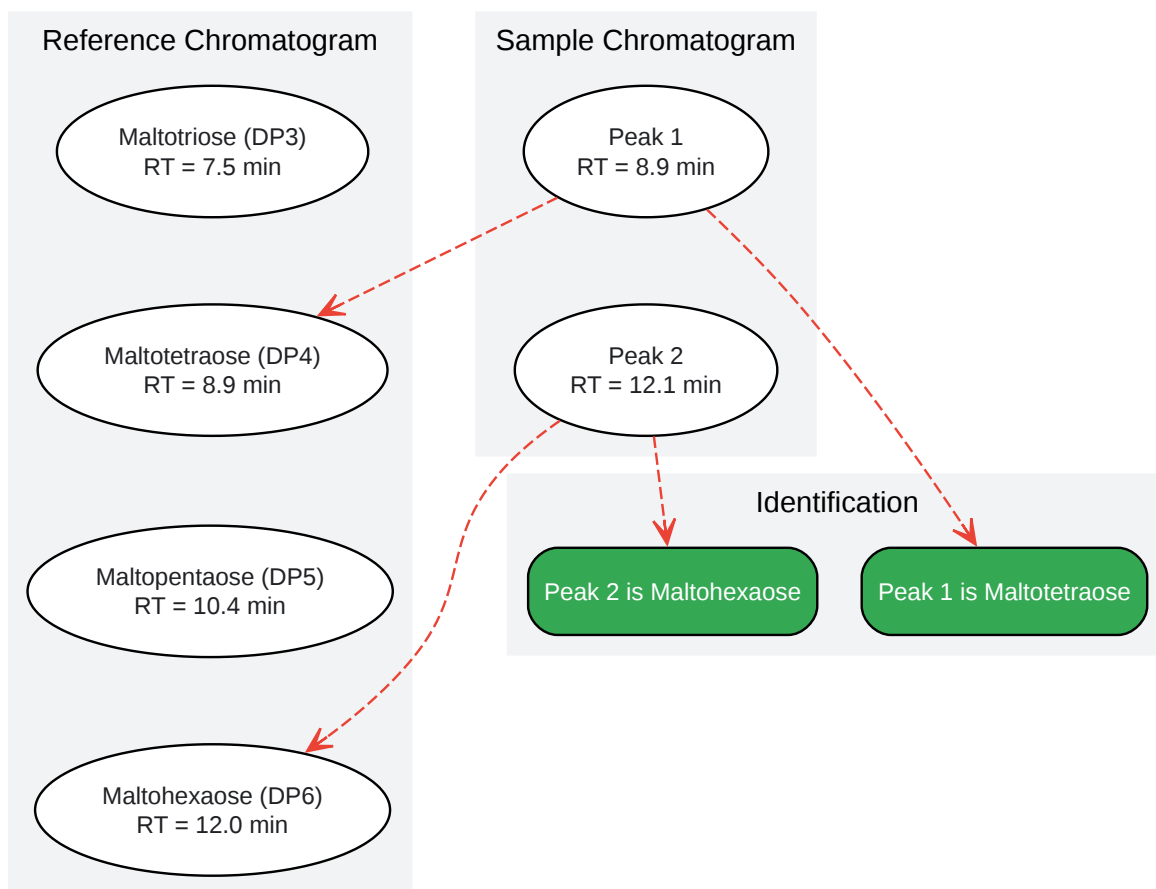 Reference Chromatogram
Maltotriose (DP3)
RT = 7.5 min
Maltotetraose (DP4)
RT = 8.9 min
Maltopentaose (DP5)
RT = 10.4 min
Maltohexaose (DP6)
RT = 12.0 min
Sample Chromatogram
Peak 1
RT = 8.9 min
Peak 2
RT = 12.1 min
Identification
Peak 2 is Maltohexaose
Peak 1 is Maltotetraose